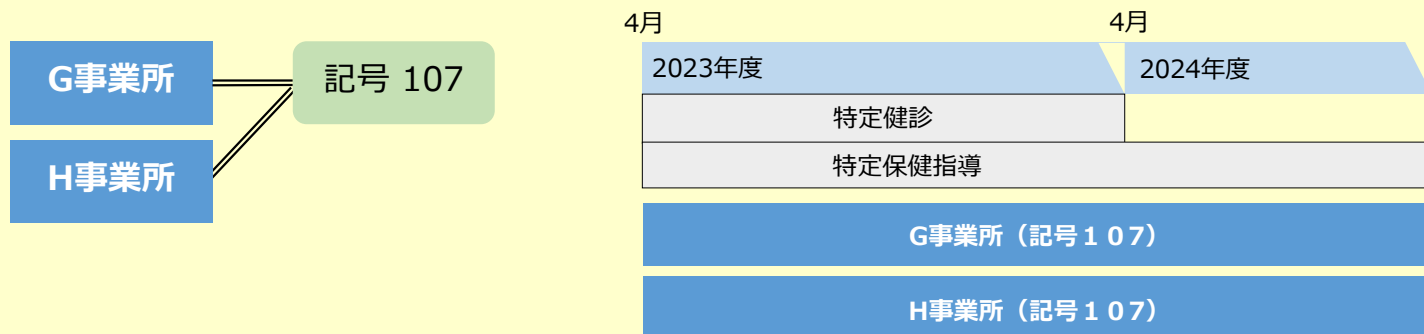 G事業所
記号 107
H事業所
4月
4月
2023年度
2024年度
特定健診
特定保健指導
G事業所（記号１０７）
H事業所（記号１０７）